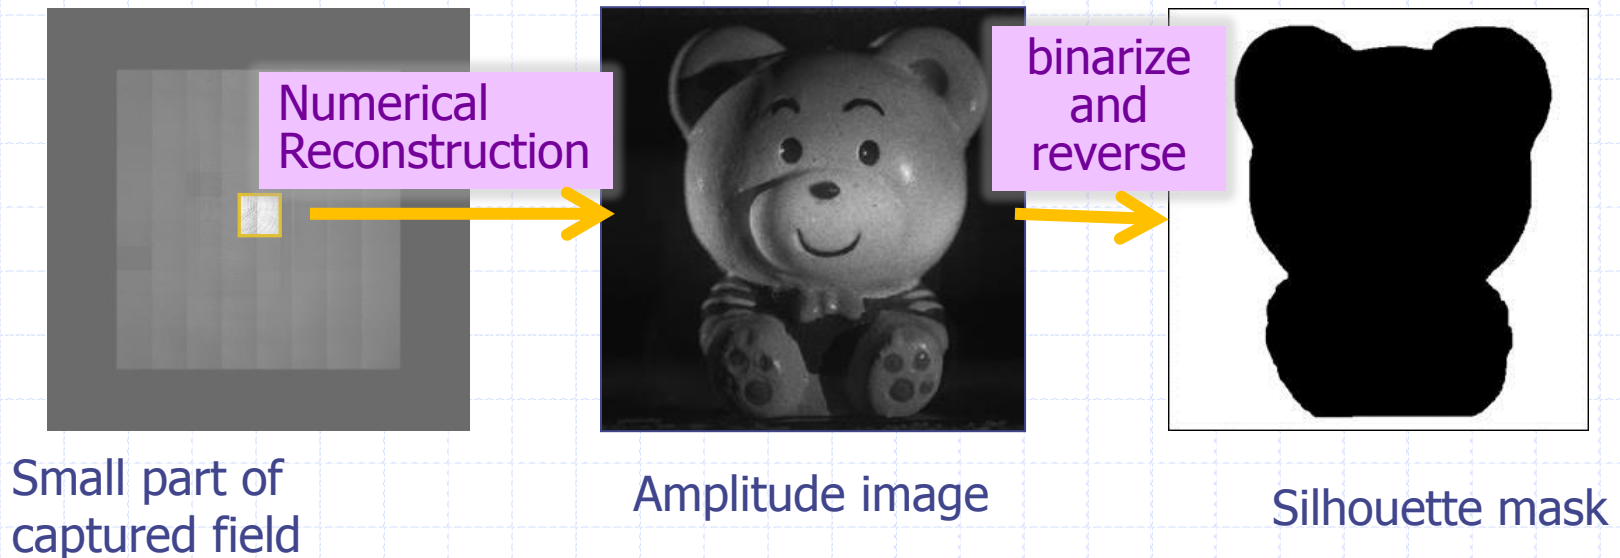 Numerical
Reconstruction
binarize
and
reverse
Small part of
captured field
Amplitude image
Silhouette mask